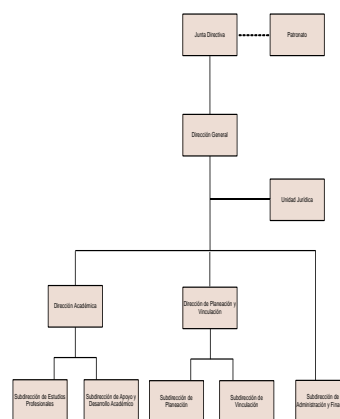 Junta Directiva
Patronato
Dirección General
Unidad Jurídica
Dirección Académica
Dirección de Planeación y
Vinculación
Subdirección de Estudios
Profesionales
Subdirección de Apoyo y
Desarrollo Académico
Subdirección de
Planeación
Subdirección de
Vinculación
Subdirección de
Administración y Fina